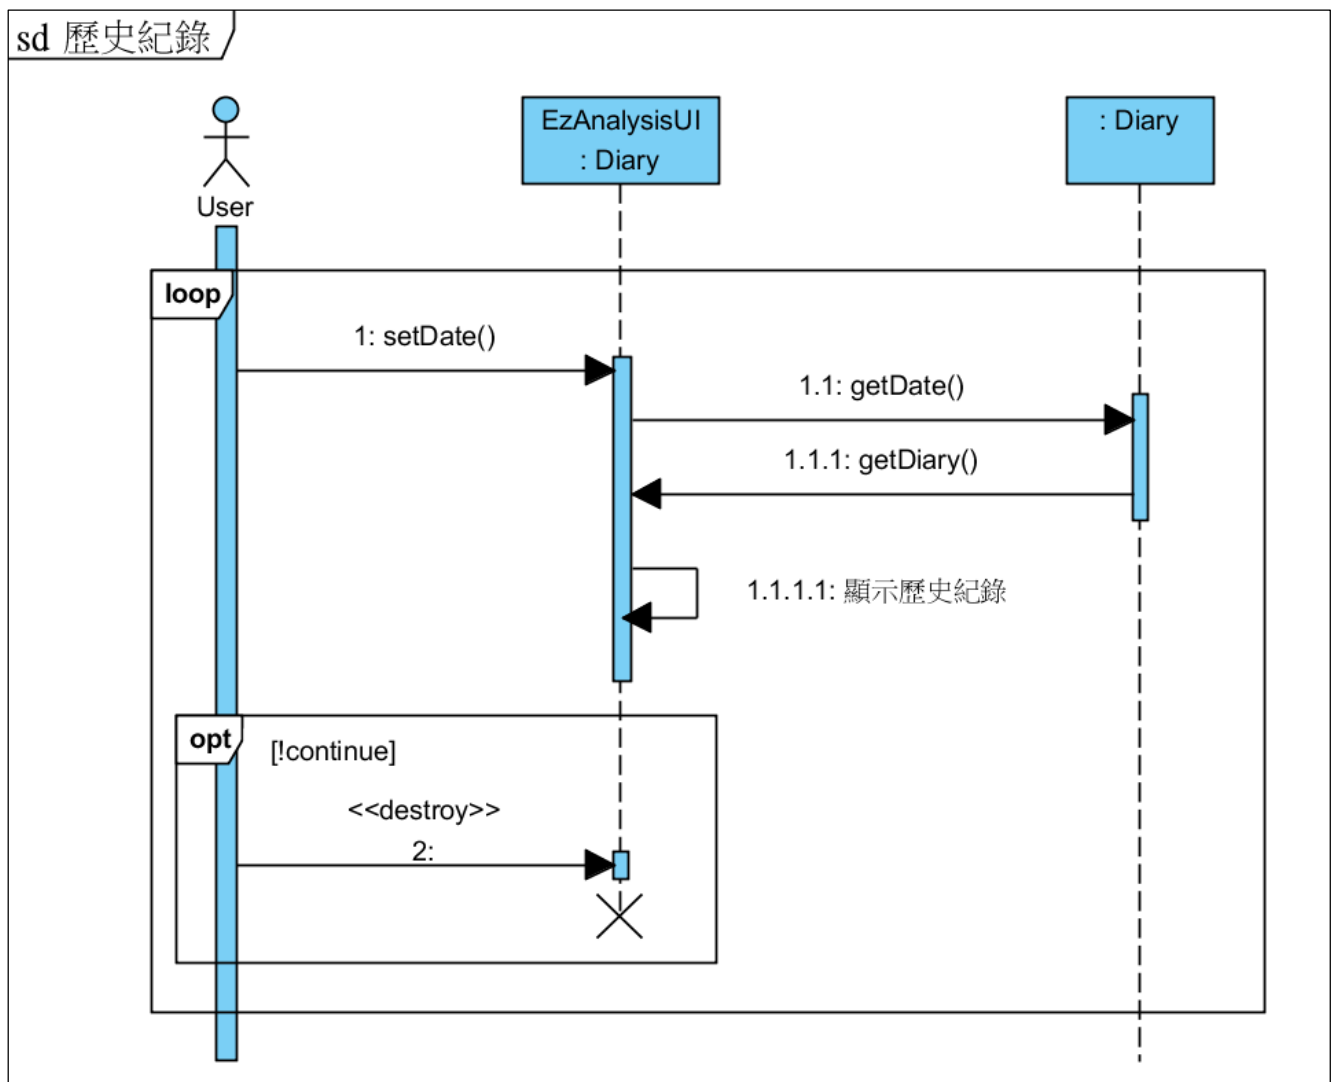 sd 歷史紀錄
User
EzAnalysisUI
: Diary
: Diary
loop
1: setDate()
1.1: getDate()
1.1.1: getDiary()
1.1.1.1: 顯示歷史紀錄
opt
[!continue]
<<destroy>>
2: